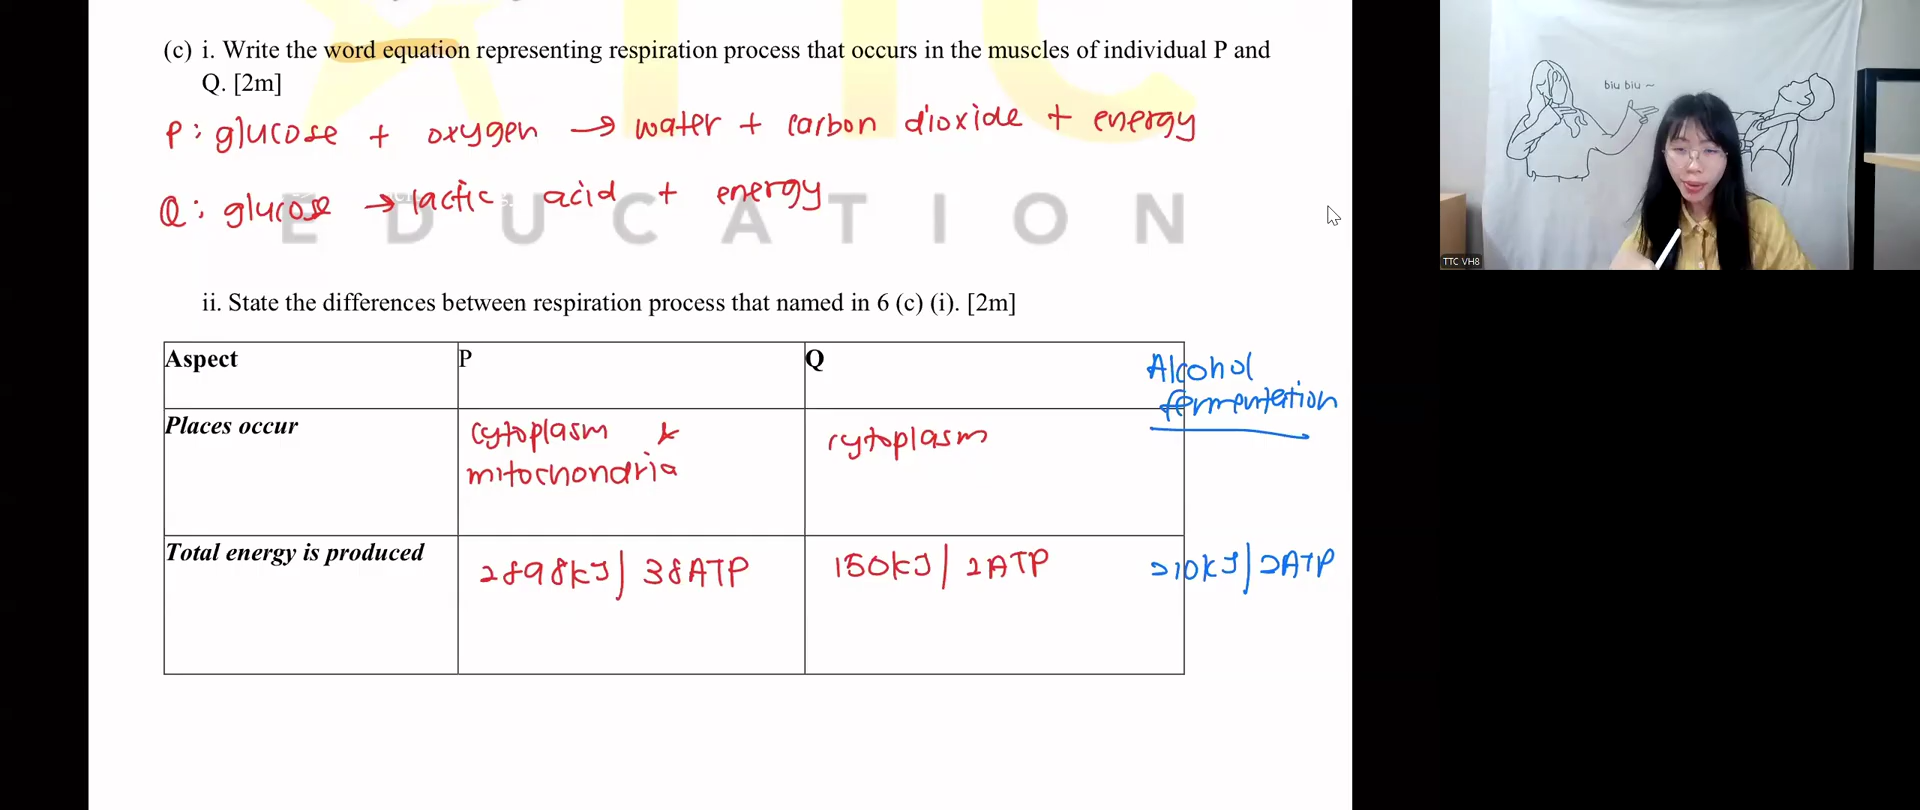 (c) i. Write the word equation representing respiration process that occurs in the muscles of individual P and
Q. [2m]
P: glucose + oxygen → water + carbon dioxide + energy
Q: glucose → lactic acid + energy
EDUCATION
ii. State the differences between respiration process that named in 6 (c) (i). [2m]
Aspect P Q Alcohol
fermentation
Places occur cytoplasm & cytoplasm
mitochondria
Total energy is produced 2898kJ/38ATP 150kJ/2ATP 210kJ/2ATP
biu biu ~
TTC VH8